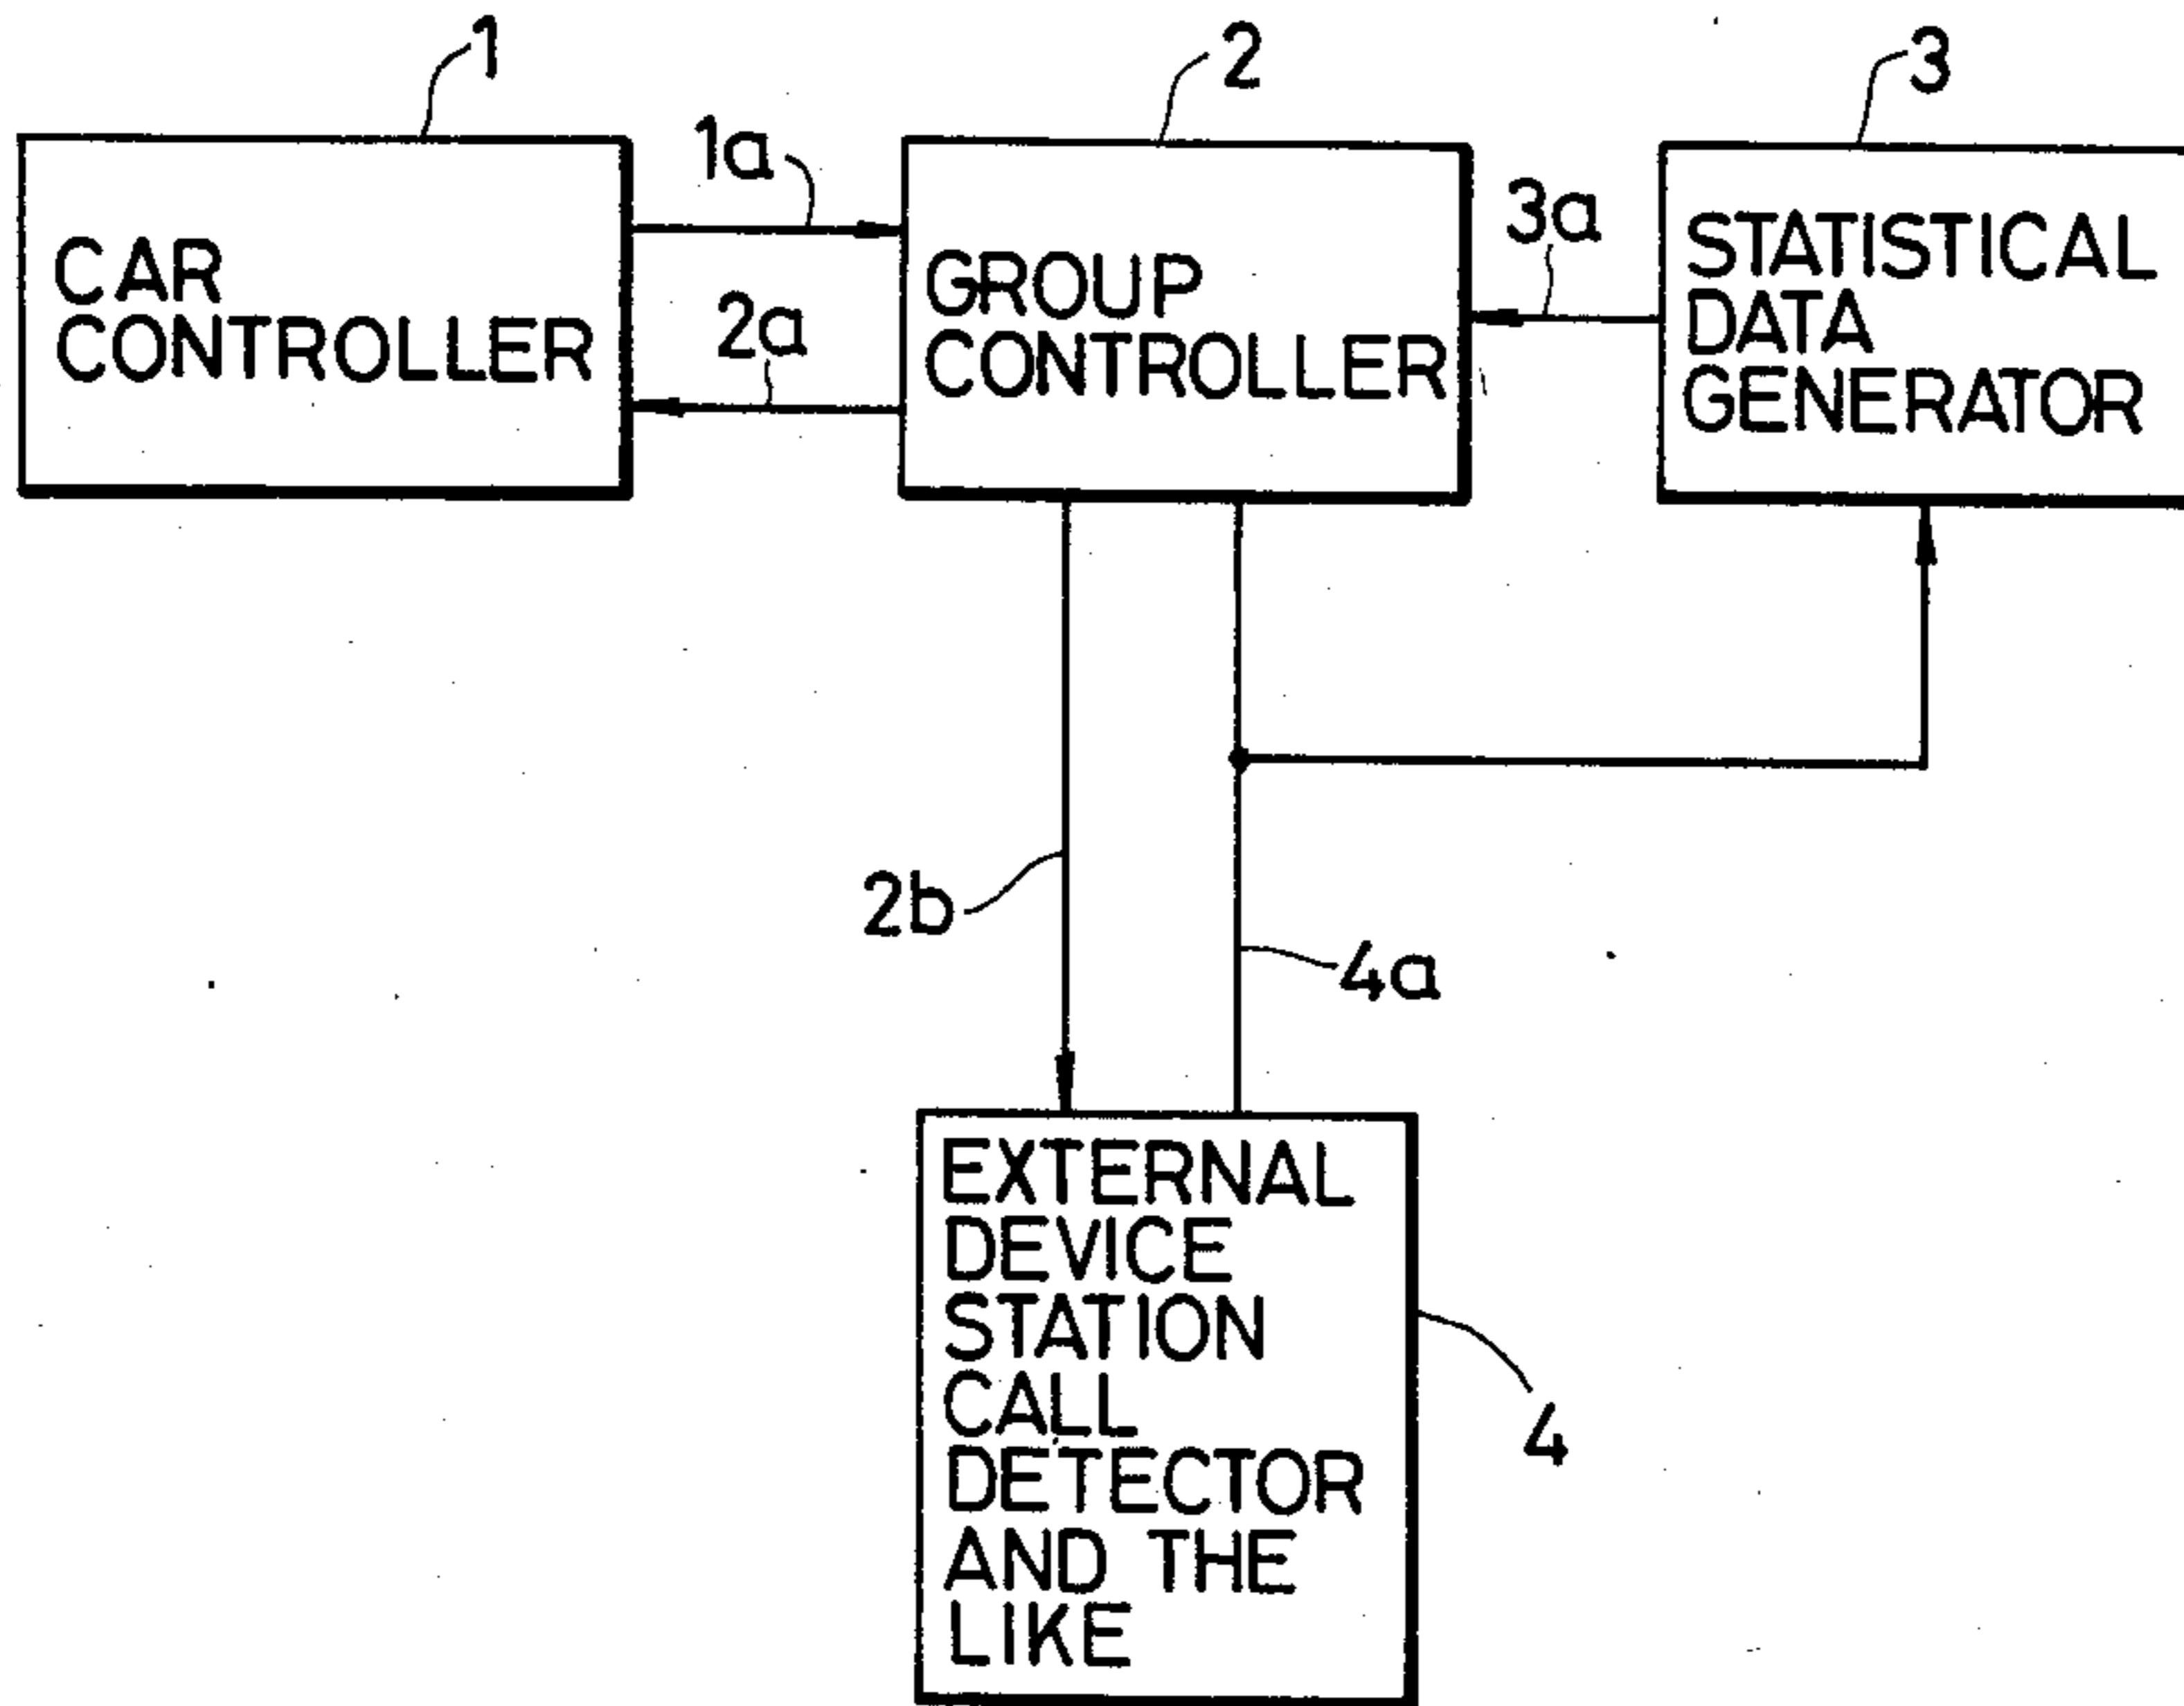 1
2
3
1a
2a
3a
CAR
CONTROLLER
GROUP
CONTROLLER
STATISTICAL
DATA
GENERATOR
2b
4a
EXTERNAL
DEVICE
STATION
CALL
DETECTOR
AND THE
LIKE
4